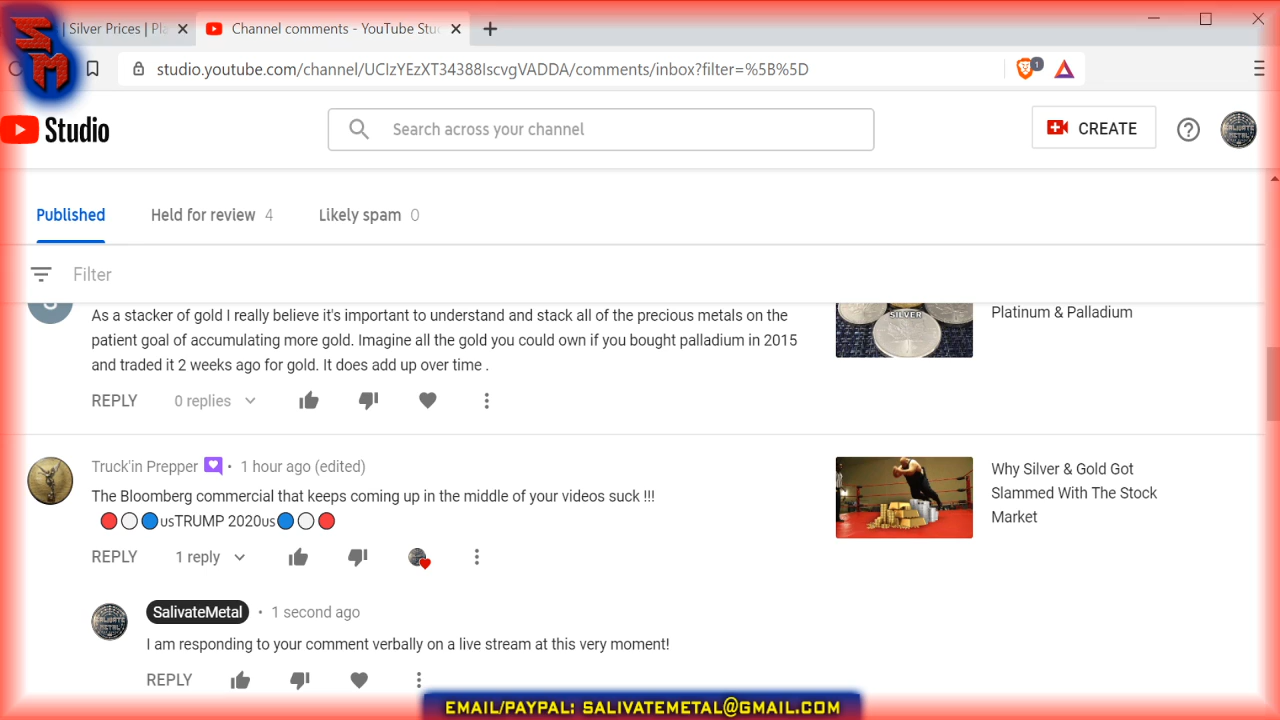 SM
| Silver Prices | Pla
Channel comments - YouTube Stu
studio.youtube.com/channel/UCIzYEzXT34388IscvgVADDA/comments/inbox?filter=%5B%5D
1
Studio
Search across your channel
CREATE
Published
Held for review 4
Likely spam 0
Filter
As a stacker of gold I really believe it's important to understand and stack all of the precious metals on the
patient goal of accumulating more gold. Imagine all the gold you could own if you bought palladium in 2015
and traded it 2 weeks ago for gold. It does add up over time .
SILVER
Platinum & Palladium
REPLY
0 replies
Truck'in Prepper • 1 hour ago (edited)
The Bloomberg commercial that keeps coming up in the middle of your videos suck !!!
🔴⚪🔵usTRUMP 2020us🔵⚪🔴
Why Silver & Gold Got
Slammed With The Stock
Market
REPLY
1 reply
SalivateMetal • 1 second ago
I am responding to your comment verbally on a live stream at this very moment!
REPLY
EMAIL/PAYPAL: SALIVATEMETAL@GMAIL.COM